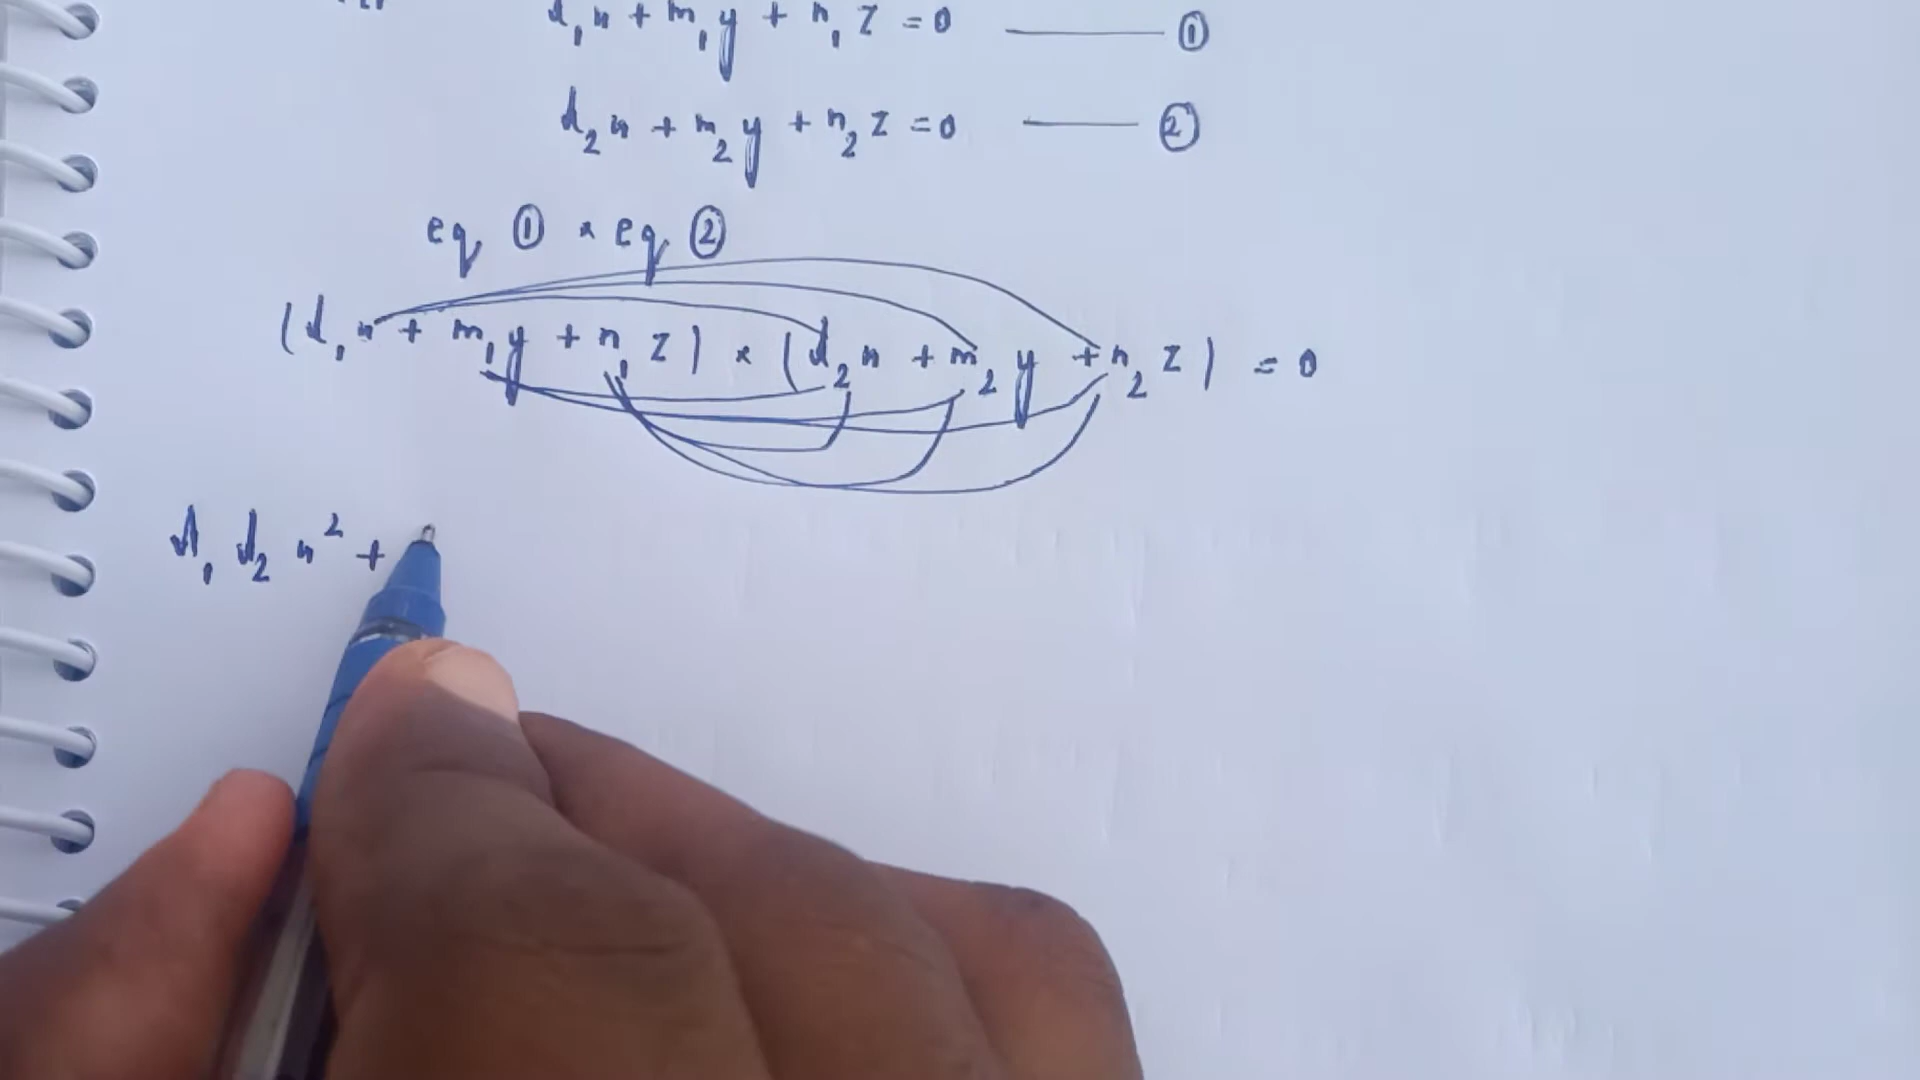 l₁x + m₁y + n₁z = 0 ——— ①
l₂x + m₂y + n₂z = 0 ——— ②
eq ① × eq ②
(l₁x + m₁y + n₁z) × (l₂x + m₂y + n₂z) = 0
l₁l₂x² +